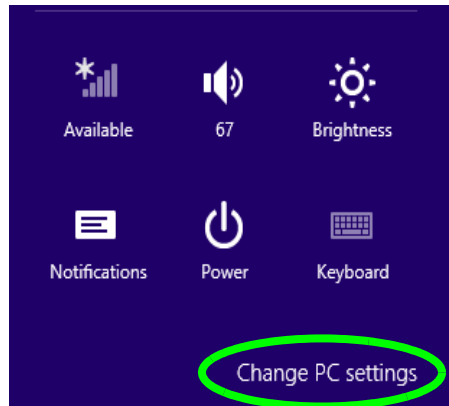 Available 67 Brightness
Notifications Power Keyboard
Change PC settings